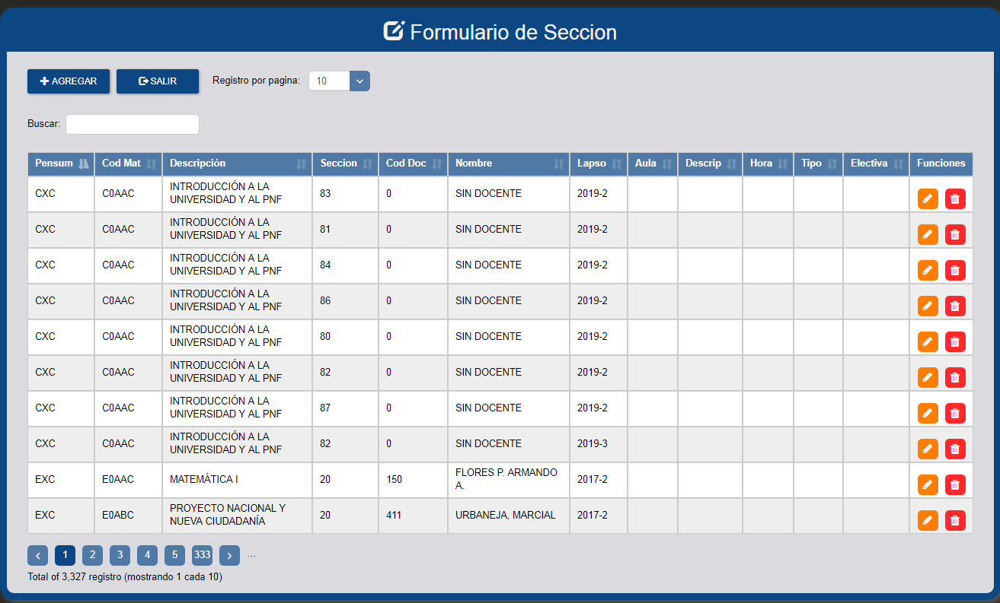 Formulario de Seccion
AGREGAR SALIR Registro por pagina: 10
Buscar:
Pensum Cod Mat Descripción Seccion Cod Doc Nombre Lapso Aula Descrip Hora Tipo Electiva Funciones
CXC C0AAC INTRODUCCIÓN A LA UNIVERSIDAD Y AL PNF 83 0 SIN DOCENTE 2019-2
CXC C0AAC INTRODUCCIÓN A LA UNIVERSIDAD Y AL PNF 81 0 SIN DOCENTE 2019-2
CXC C0AAC INTRODUCCIÓN A LA UNIVERSIDAD Y AL PNF 84 0 SIN DOCENTE 2019-2
CXC C0AAC INTRODUCCIÓN A LA UNIVERSIDAD Y AL PNF 86 0 SIN DOCENTE 2019-2
CXC C0AAC INTRODUCCIÓN A LA UNIVERSIDAD Y AL PNF 80 0 SIN DOCENTE 2019-2
CXC C0AAC INTRODUCCIÓN A LA UNIVERSIDAD Y AL PNF 82 0 SIN DOCENTE 2019-2
CXC C0AAC INTRODUCCIÓN A LA UNIVERSIDAD Y AL PNF 87 0 SIN DOCENTE 2019-2
CXC C0AAC INTRODUCCIÓN A LA UNIVERSIDAD Y AL PNF 82 0 SIN DOCENTE 2019-3
EXC E0AAC MATEMÁTICA I 20 150 FLORES P. ARMANDO A. 2017-2
EXC E0ABC PROYECTO NACIONAL Y NUEVA CIUDADANÍA 20 411 URBANEJA, MARCIAL 2017-2
1 2 3 4 5 333 ...
Total of 3,327 registro (mostrando 1 cada 10)